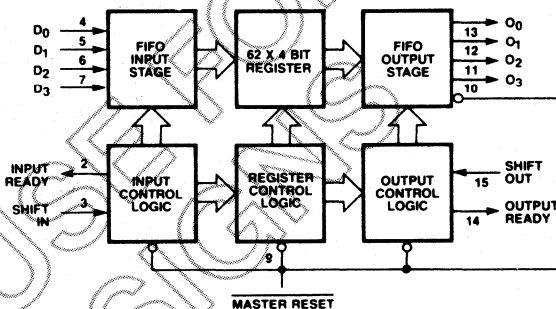 D0 4
D1 5
D2 6
D3 7
FIFO
INPUT
STAGE
62 X 4 BIT
REGISTER
FIFO
OUTPUT
STAGE
O0
13 O1
12 O2
11 O3
10
INPUT
READY
2
SHIFT
IN
3
INPUT
CONTROL
LOGIC
REGISTER
CONTROL
LOGIC
OUTPUT
CONTROL
LOGIC
SHIFT
OUT
15
OUTPUT
READY
14
9
MASTER RESET